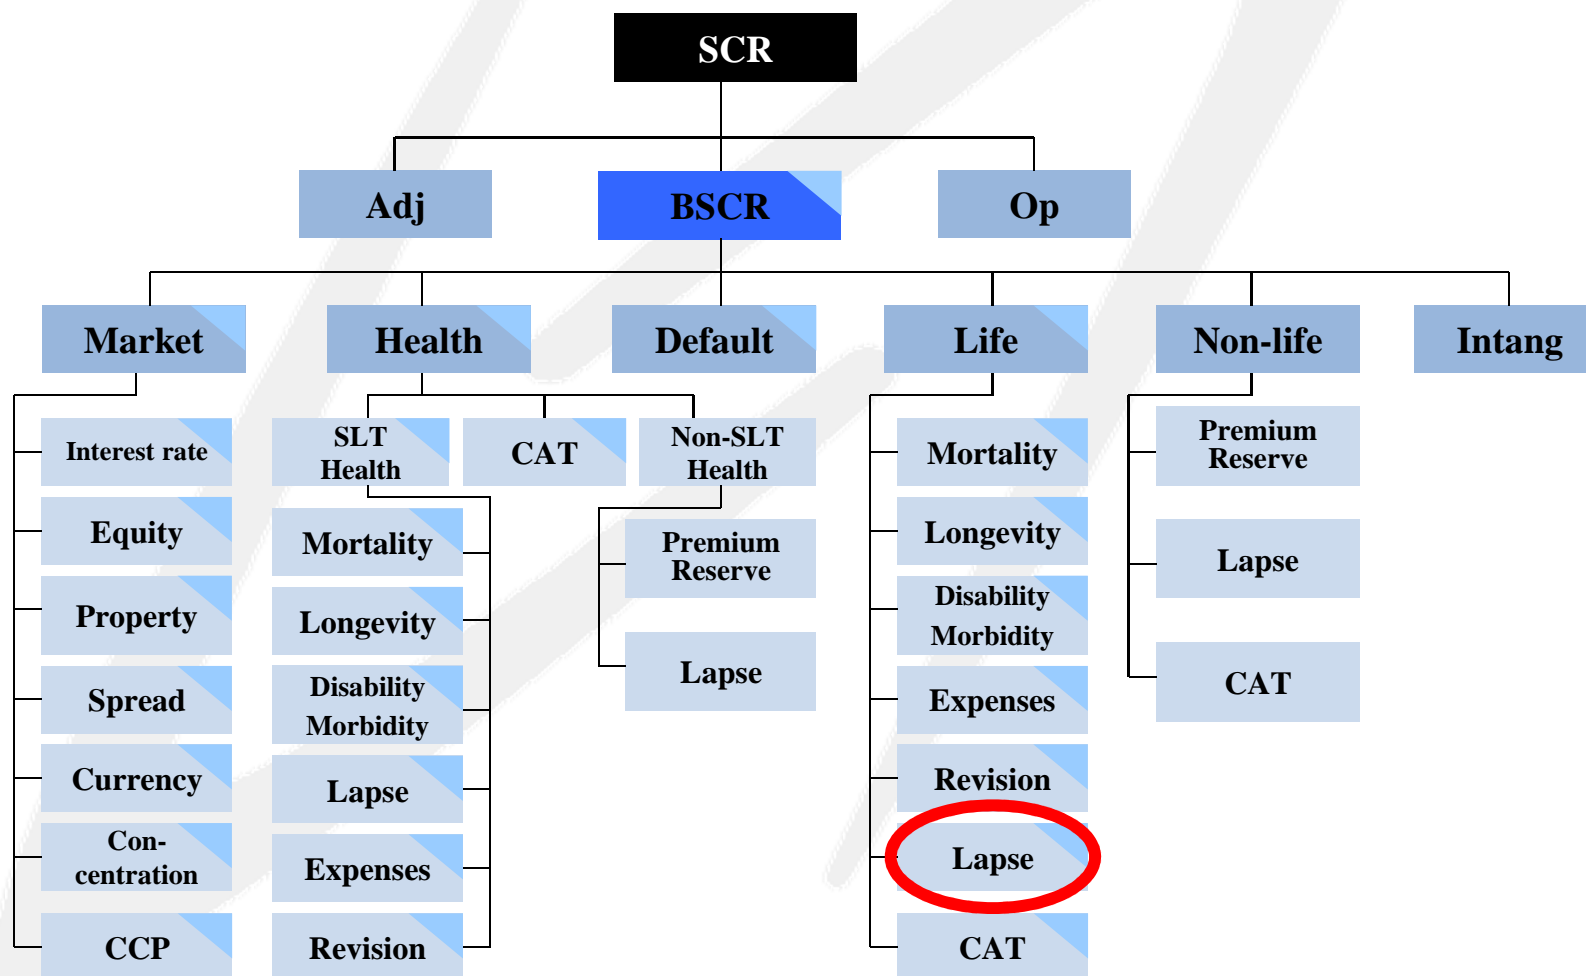 SCR
Adj
BSCR
Op
Market
Health
Default
Life
Non-life
Intang
Interest rate
Equity
Property
Spread
Currency
Con-
centration
CCP
SLT
Health
CAT
Non-SLT
Health
Mortality
Longevity
Disability
Morbidity
Lapse
Expenses
Revision
Premium
Reserve
Lapse
Mortality
Longevity
Disability
Morbidity
Expenses
Revision
Lapse
CAT
Premium
Reserve
Lapse
CAT